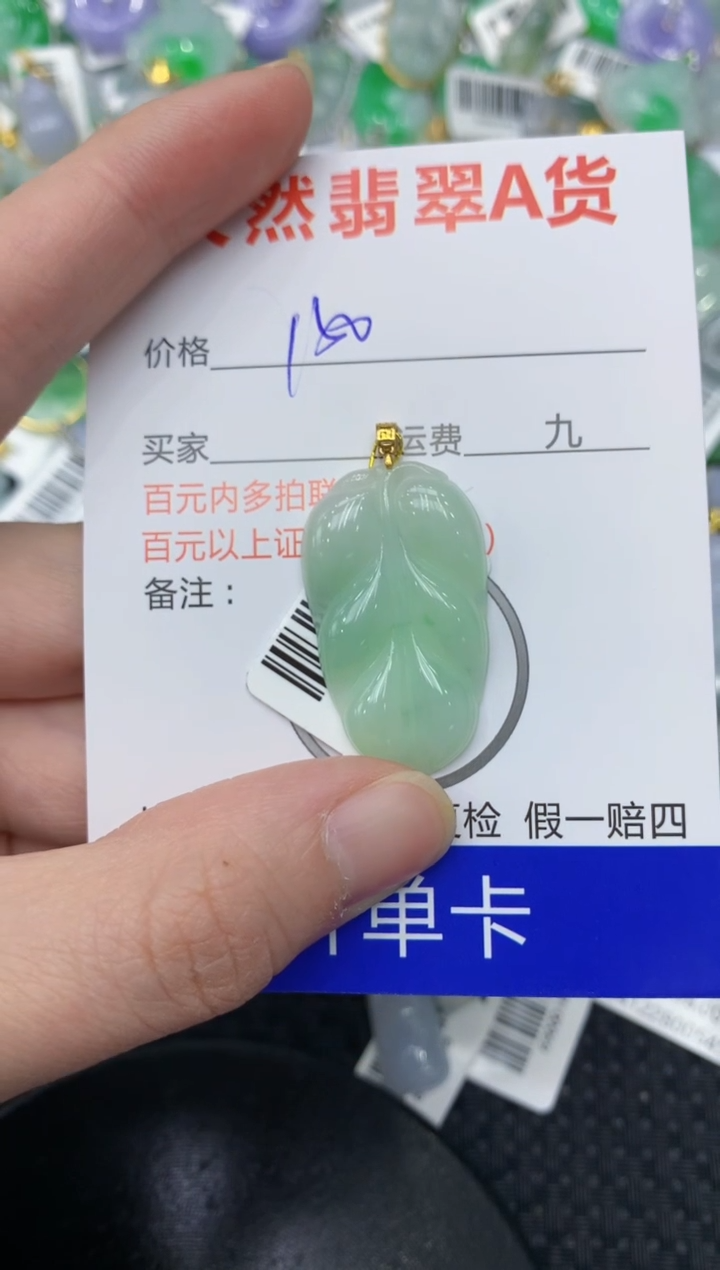 然翡翠A货
价格
买家 运费 九
百元内多拍联
百元以上证 )
备注:
检 假一赔四
单卡